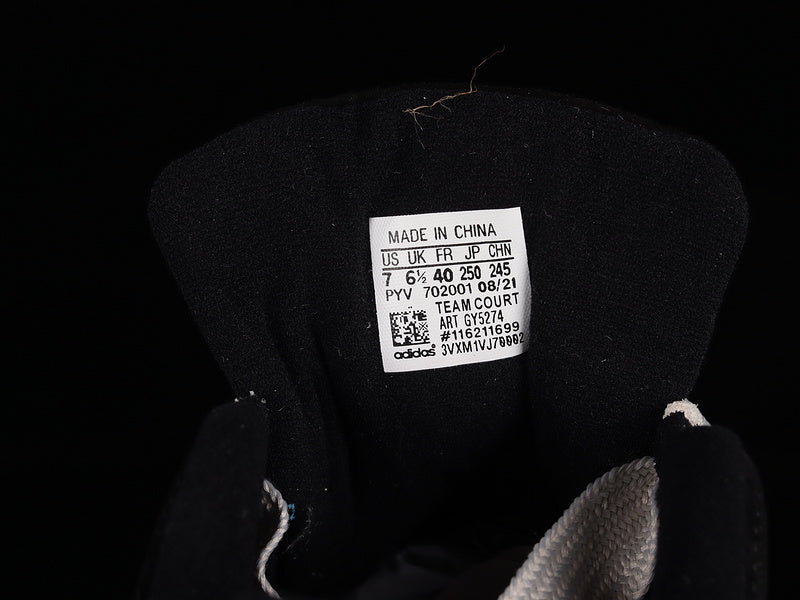 MADE IN CHINA
US UK FR JP CHN
7 6½ 40 250 245
PYV 702001 08/21
TEAM COURT
ART GY5274
#116211699
adidas® 3VXM1VJ70002